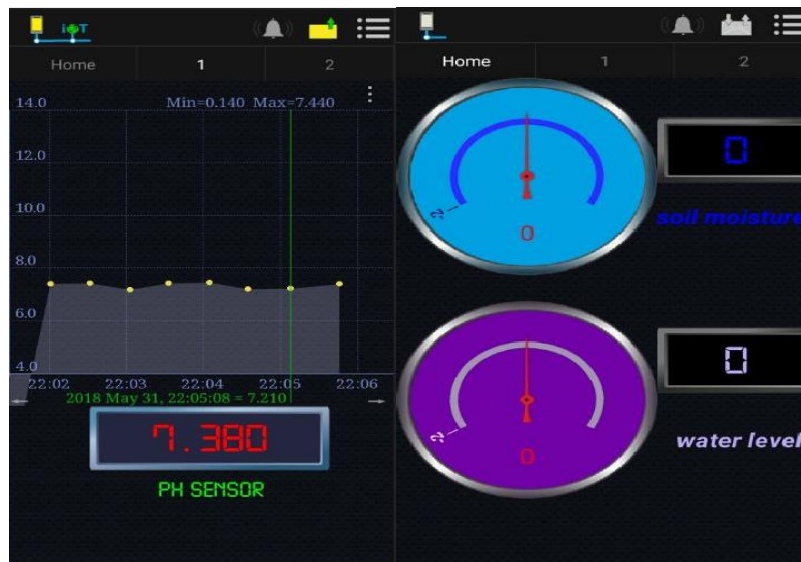 iOT
Home 1 2
14.0 Min=0.140 Max=7.440
12.0
10.0
8.0
6.0
4.0
22:02 22:03 22:04 22:05 22:06
2018 May 31, 22:05:08 = 7.210
7.380
PH SENSOR
Home 1 2
0
-2
0
soil moisture
0
-2
0
water level